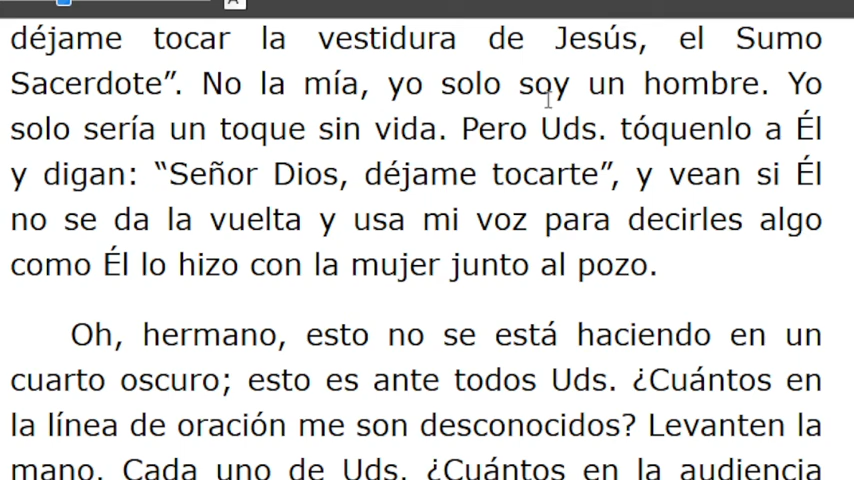 déjame tocar la vestidura de Jesús, el Sumo
Sacerdote”. No la mía, yo solo soy un hombre. Yo
solo sería un toque sin vida. Pero Uds. tóquenlo a Él
y digan: “Señor Dios, déjame tocarte”, y vean si Él
no se da la vuelta y usa mi voz para decirles algo
como Él lo hizo con la mujer junto al pozo.
Oh, hermano, esto no se está haciendo en un
cuarto oscuro; esto es ante todos Uds. ¿Cuántos en
la línea de oración me son desconocidos? Levanten la
mano. Cada uno de Uds. ¿Cuántos en la audiencia